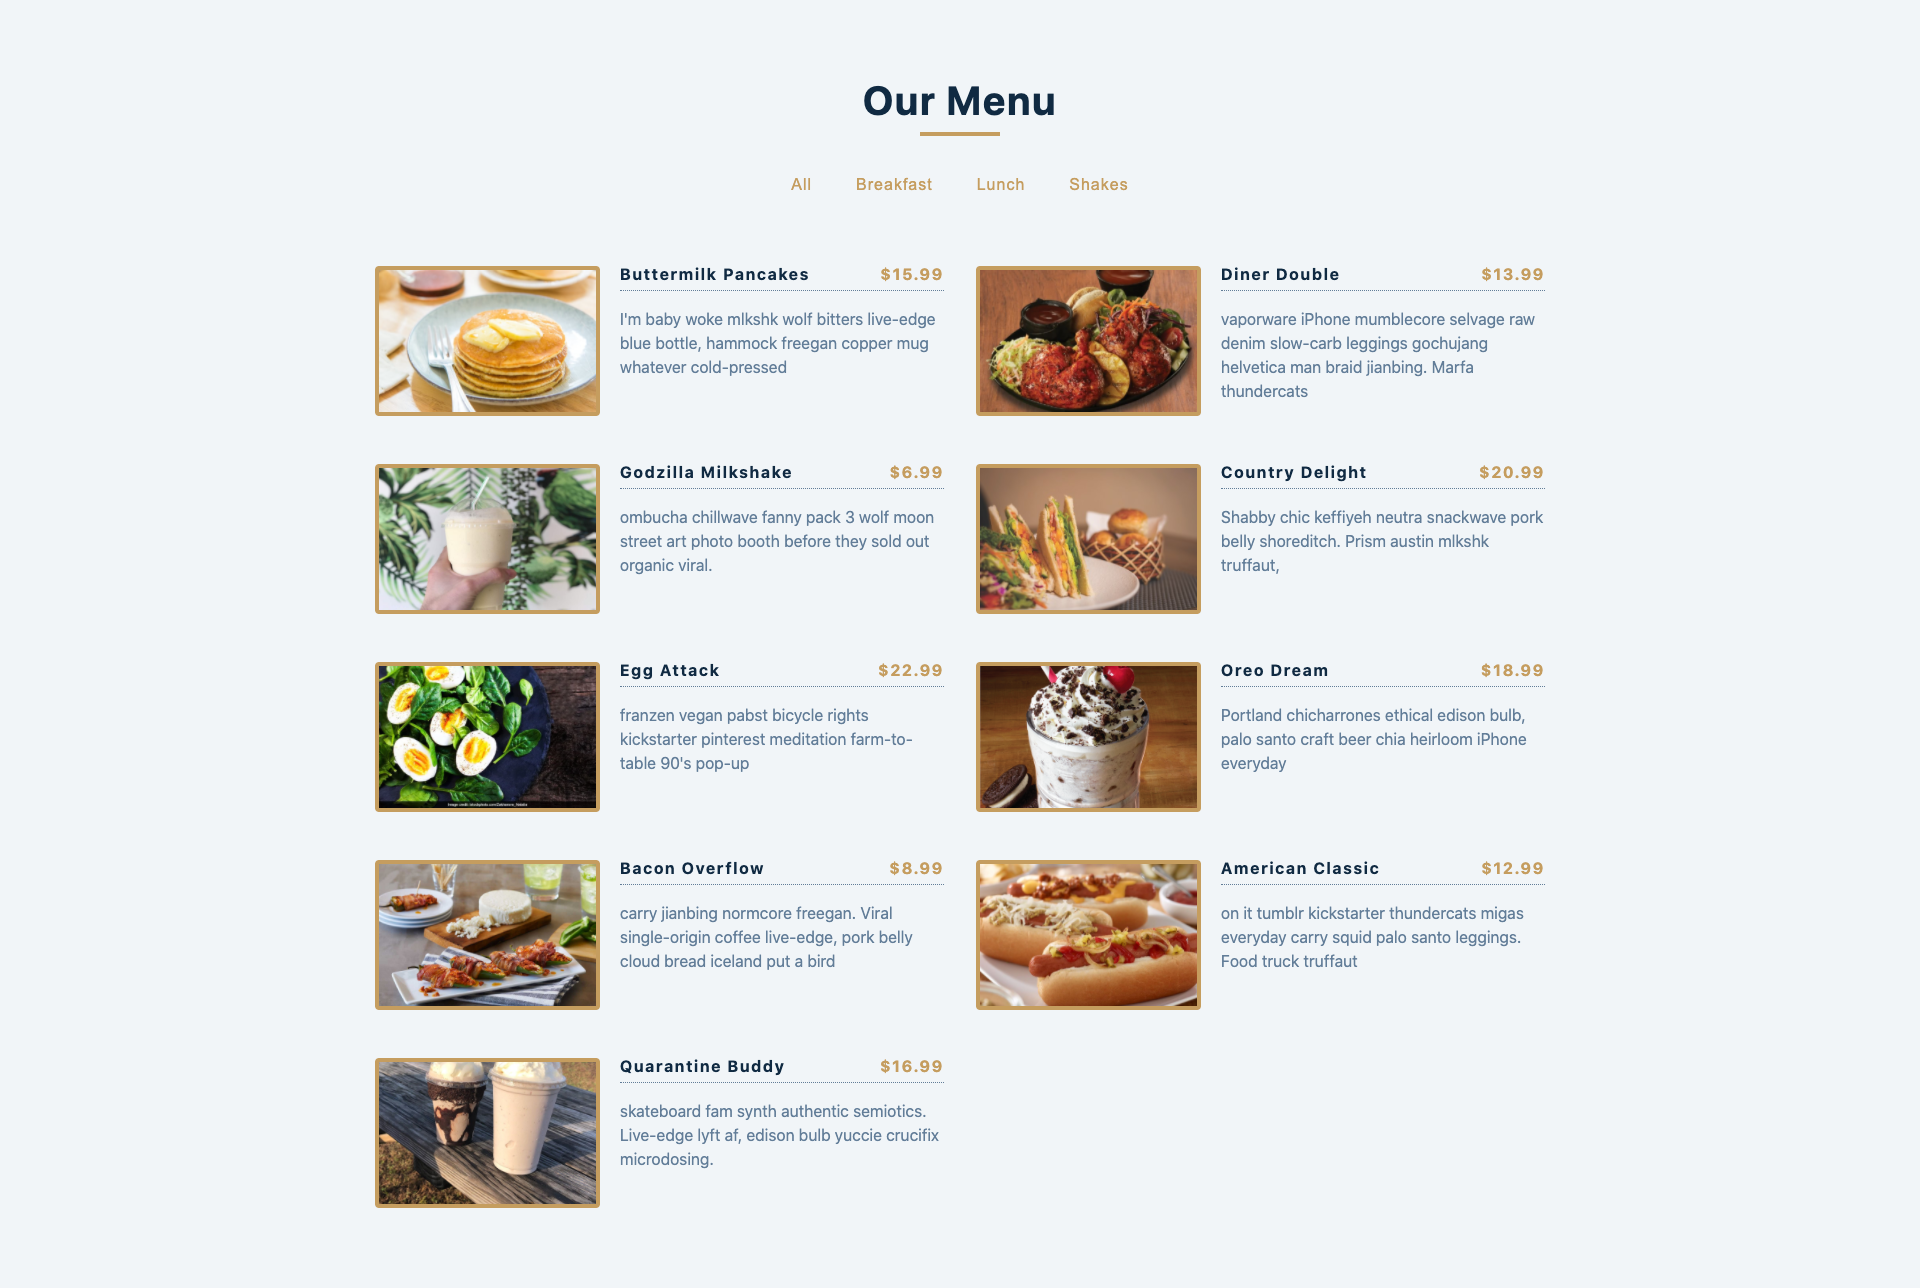 Our Menu
All Breakfast Lunch Shakes
Buttermilk Pancakes $15.99
I'm baby woke mlkshk wolf bitters live-edge
blue bottle, hammock freegan copper mug
whatever cold-pressed
Diner Double $13.99
vaporware iPhone mumblecore selvage raw
denim slow-carb leggings gochujang
helvetica man braid jianbing. Marfa
thundercats
Godzilla Milkshake $6.99
ombucha chillwave fanny pack 3 wolf moon
street art photo booth before they sold out
organic viral.
Country Delight $20.99
Shabby chic keffiyeh neutra snackwave pork
belly shoreditch. Prism austin mlkshk
truffaut,
Egg Attack $22.99
franzen vegan pabst bicycle rights
kickstarter pinterest meditation farm-to-
table 90's pop-up
Oreo Dream $18.99
Portland chicharrones ethical edison bulb,
palo santo craft beer chia heirloom iPhone
everyday
Bacon Overflow $8.99
carry jianbing normcore freegan. Viral
single-origin coffee live-edge, pork belly
cloud bread iceland put a bird
American Classic $12.99
on it tumblr kickstarter thundercats migas
everyday carry squid palo santo leggings.
Food truck truffaut
Quarantine Buddy $16.99
skateboard fam synth authentic semiotics.
Live-edge lyft af, edison bulb yuccie crucifix
microdosing.